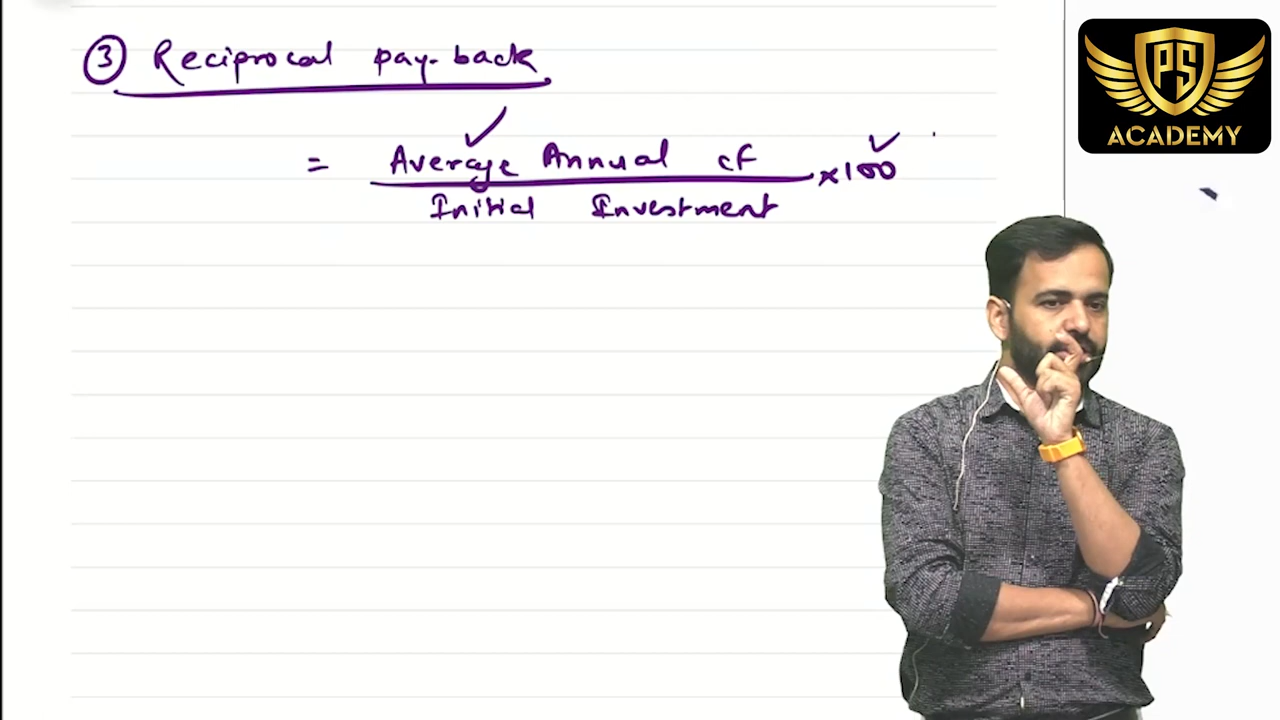 ③ Reciprocal pay-back
= Average Annual cf
Initial Investment
×100
PS
ACADEMY